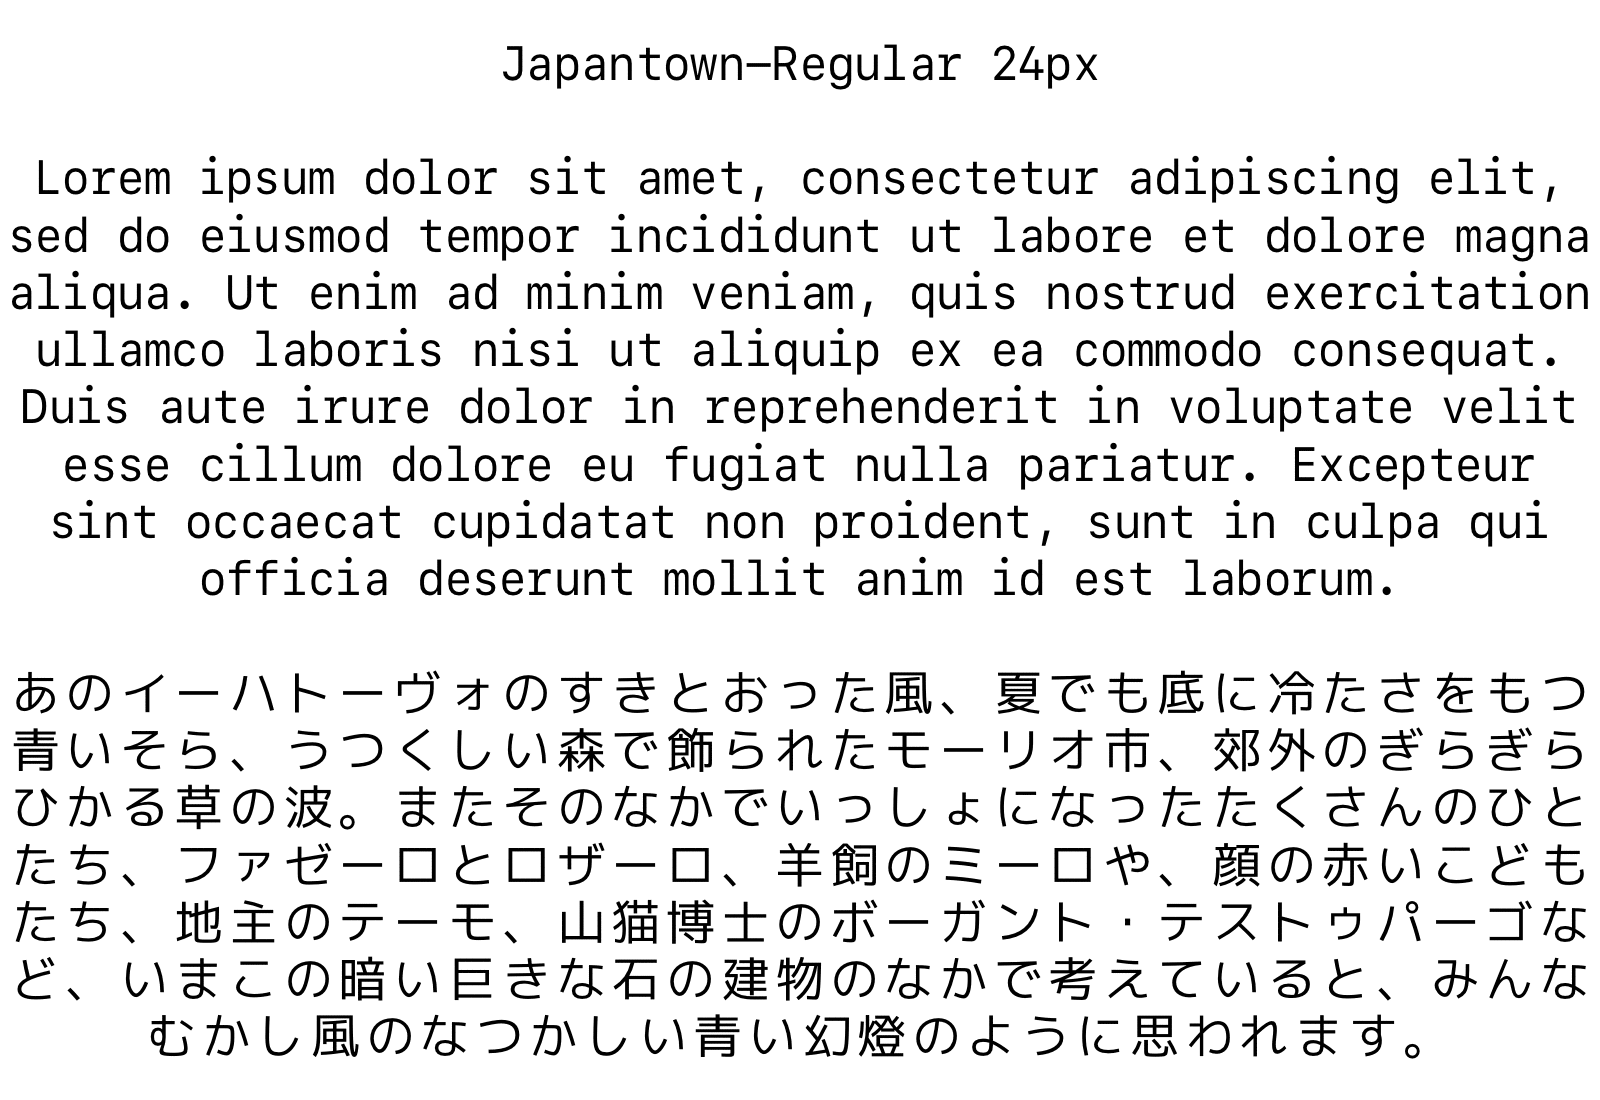 Japantown-Regular 24px
Lorem ipsum dolor sit amet, consectetur adipiscing elit,
sed do eiusmod tempor incididunt ut labore et dolore magna
aliqua. Ut enim ad minim veniam, quis nostrud exercitation
ullamco laboris nisi ut aliquip ex ea commodo consequat.
Duis aute irure dolor in reprehenderit in voluptate velit
esse cillum dolore eu fugiat nulla pariatur. Excepteur
sint occaecat cupidatat non proident, sunt in culpa qui
officia deserunt mollit anim id est laborum.
あのイーハトーヴォのすきとおった風、夏でも底に冷たさをもつ
青いそら、うつくしい森で飾られたモーリオ市、郊外のぎらぎら
ひかる草の波。またそのなかでいっしょになったたくさんのひと
たち、ファゼーロとロザーロ、羊飼のミーロや、顔の赤いこども
たち、地主のテーモ、山猫博士のボーガント・テストゥパーゴな
ど、いまこの暗い巨きな石の建物のなかで考えていると、みんな
むかし風のなつかしい青い幻燈のように思われます。